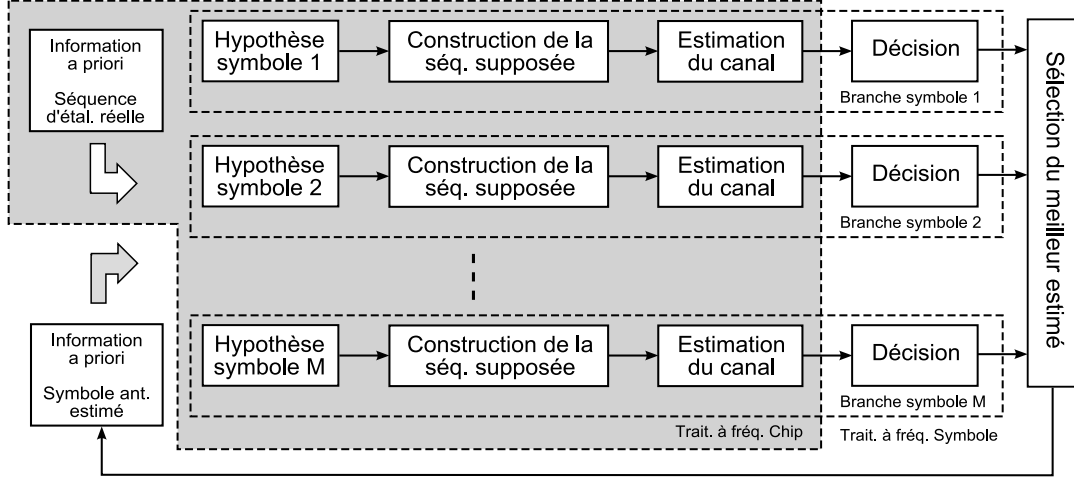 Information
a priori
Séquence
d'étal. réelle
Hypothèse
symbole 1
Construction de la
séq. supposée
Estimation
du canal
Décision
Branche symbole 1
Hypothèse
symbole 2
Construction de la
séq. supposée
Estimation
du canal
Décision
Branche symbole 2
Information
a priori
Symbole ant.
estimé
Hypothèse
symbole M
Construction de la
séq. supposée
Estimation
du canal
Décision
Branche symbole M
Trait. à fréq. Chip
Trait. à fréq. Symbole
Sélection du meilleur estimé